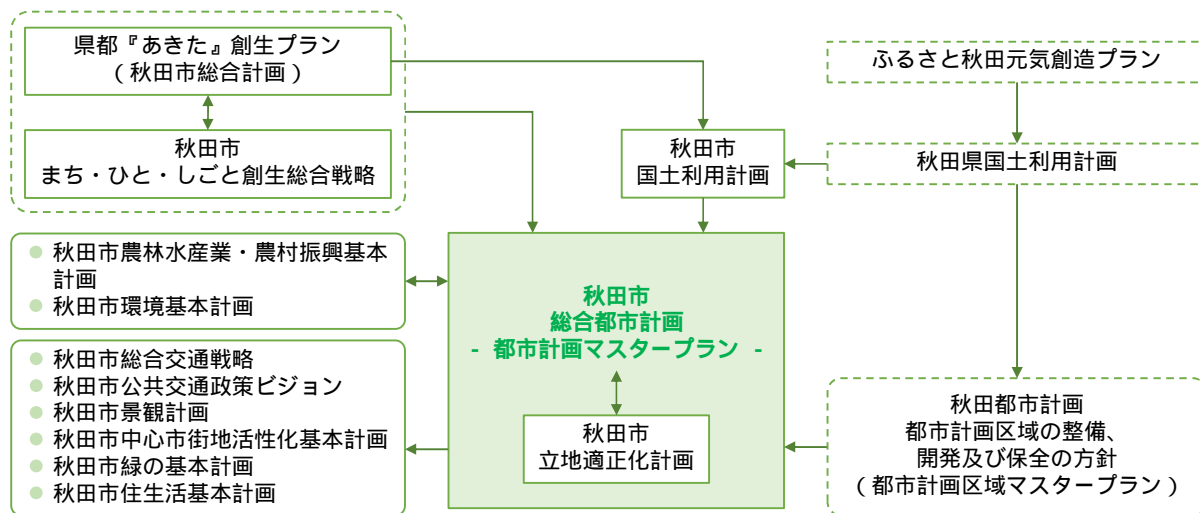 県都『あきた』創生プラン
（秋田市総合計画）
秋田市
まち・ひと・しごと創生総合戦略
秋田市
国土利用計画
ふるさと秋田元気創造プラン
秋田県国土利用計画
秋田市農林水産業・農村振興基本
計画
秋田市環境基本計画
秋田市総合交通戦略
秋田市公共交通政策ビジョン
秋田市景観計画
秋田市中心市街地活性化基本計画
秋田市緑の基本計画
秋田市住生活基本計画
秋田市
総合都市計画
- 都市計画マスタープラン -
秋田市
立地適正化計画
秋田都市計画
都市計画区域の整備、
開発及び保全の方針
（都市計画区域マスタープラン）